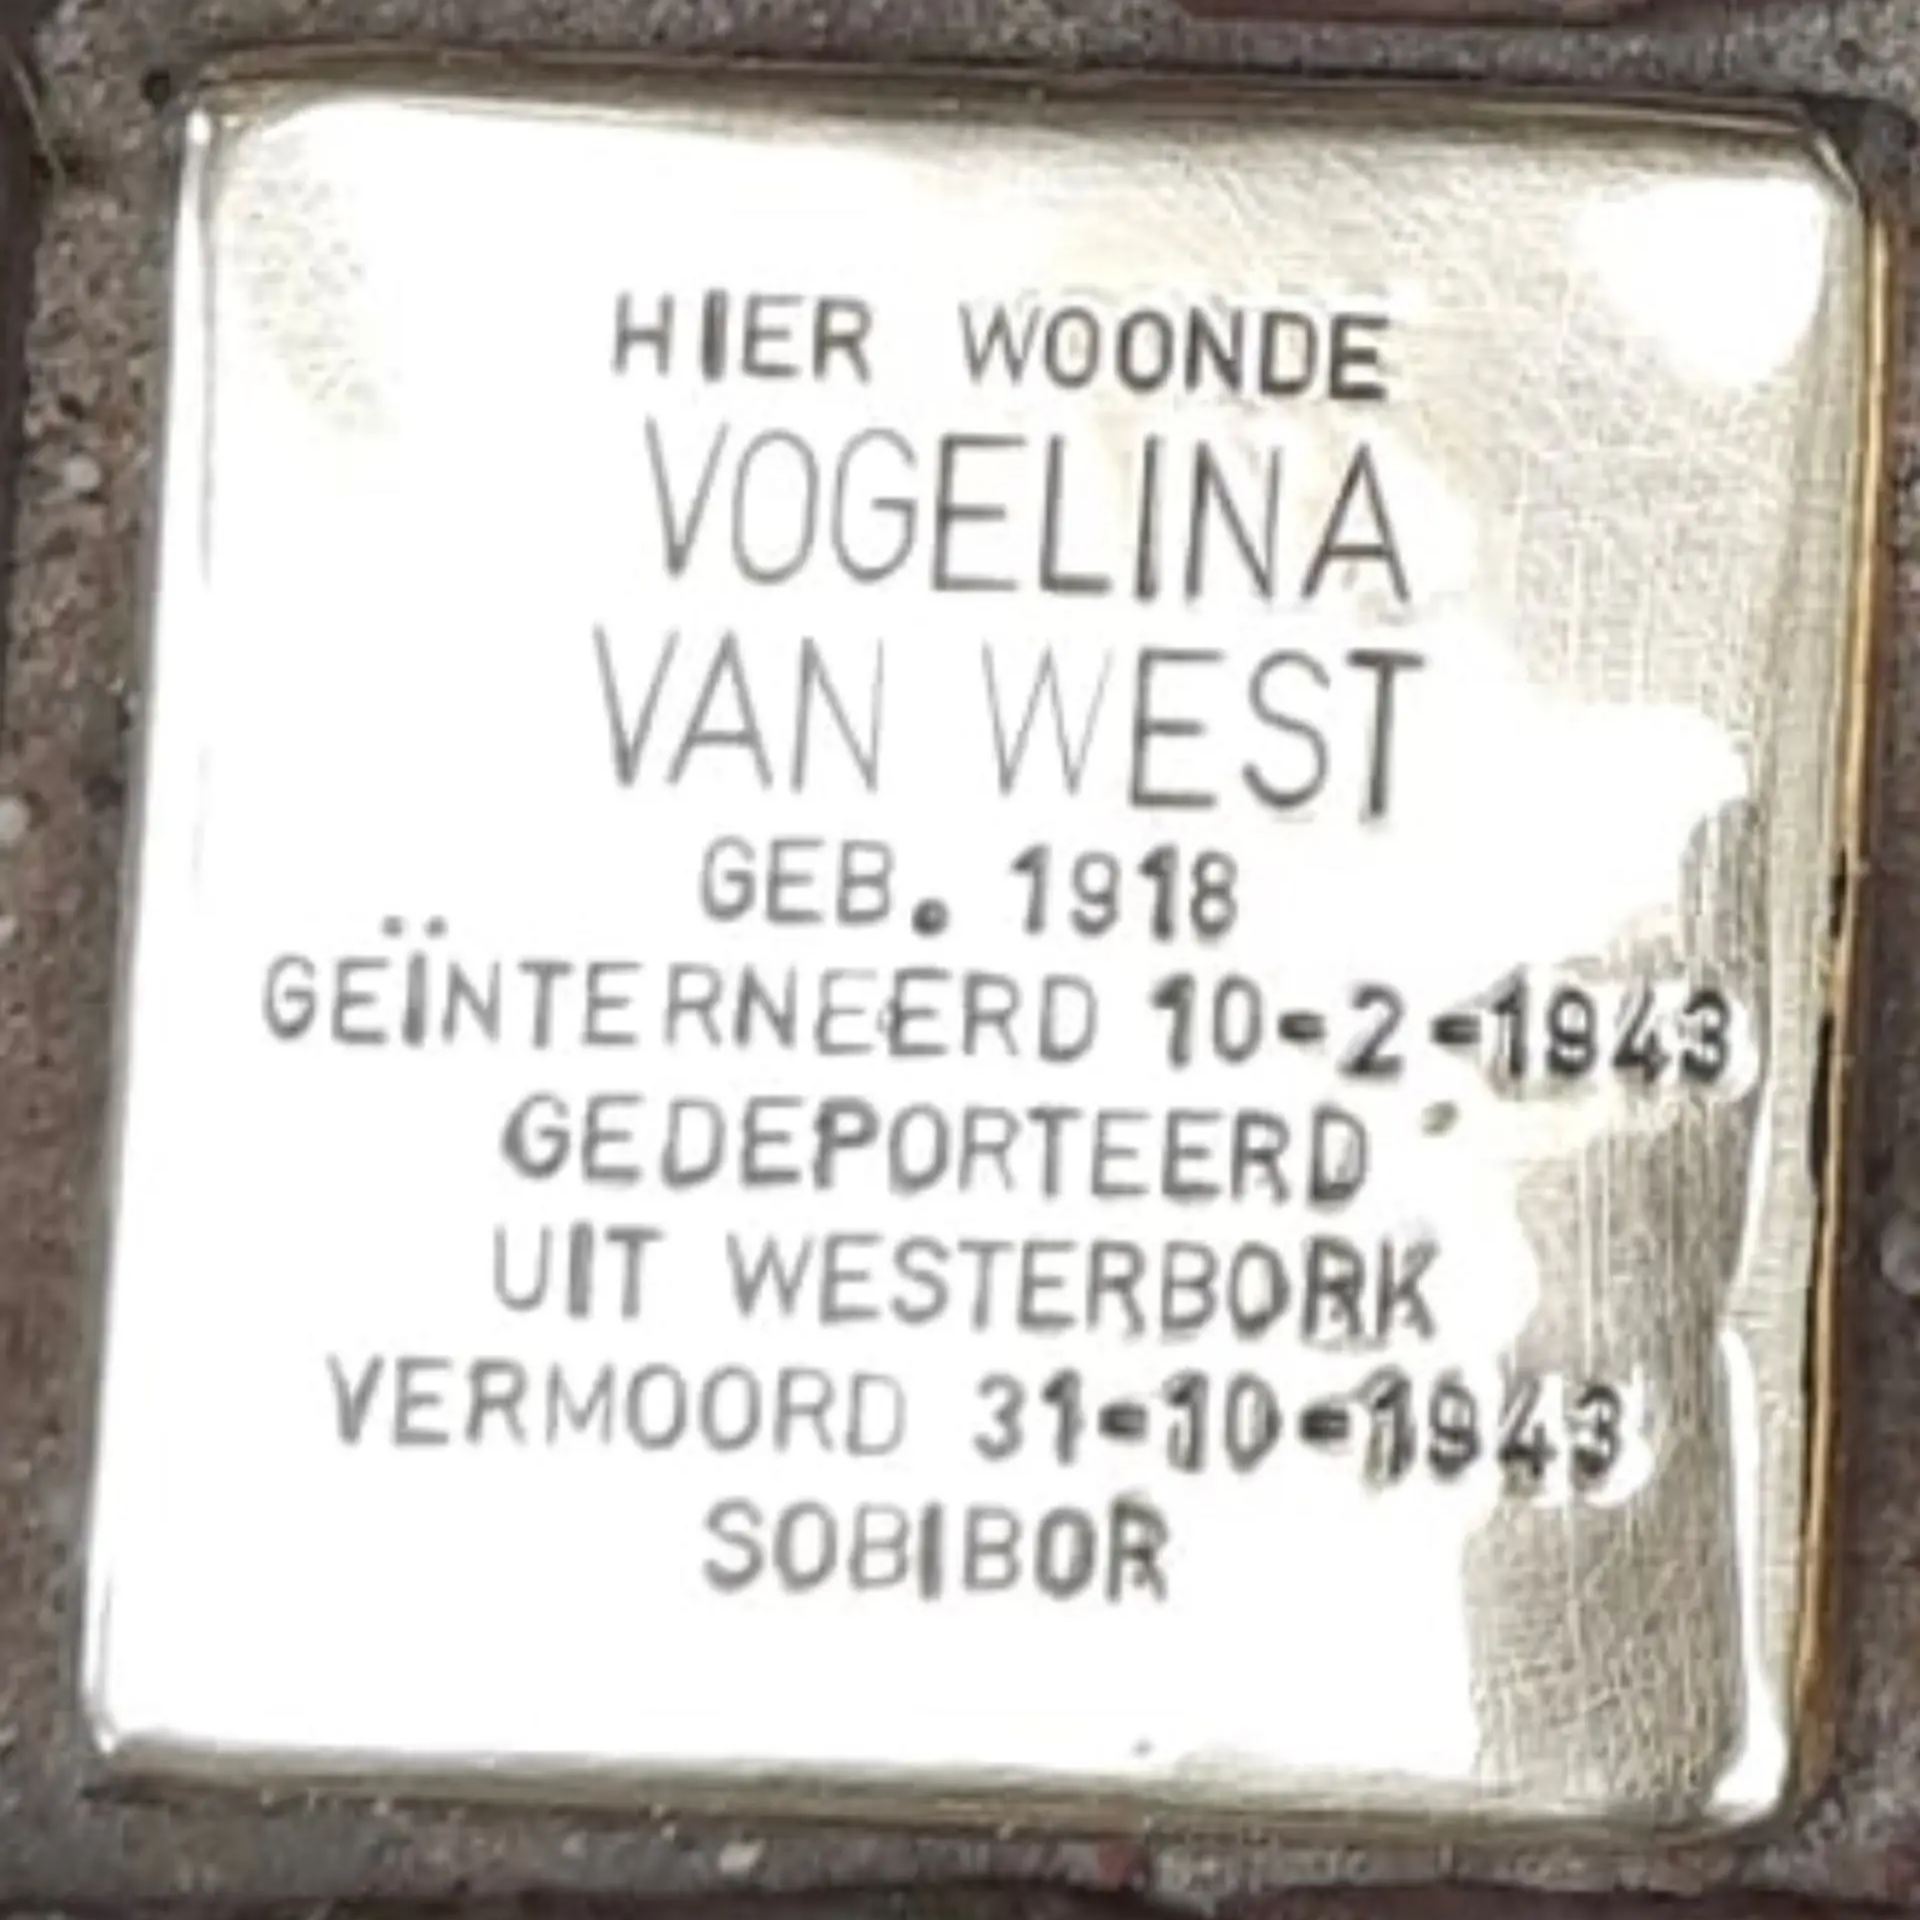 HIER WOONDE
VOGELINA
VAN WEST
GEB. 1918
GEÏNTERNEERD 10-2-1943
GEDEPORTEERD
UIT WESTERBORK
VERMOORD 31-10-1943
SOBIBOR